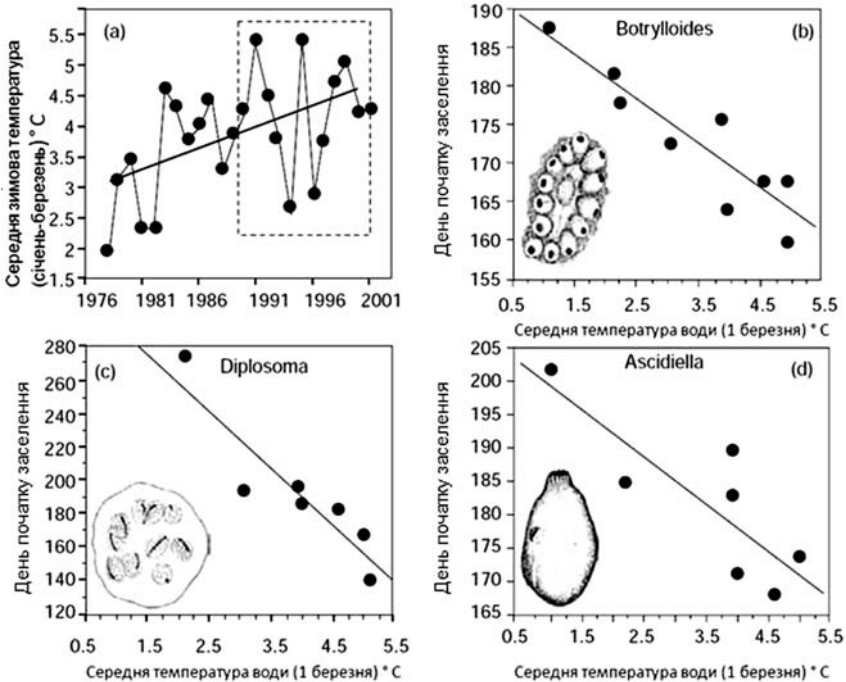 (a)
Середня зимова температура
(січень-березень) ° С
5.5
5
4.5
4
3.5
3
2.5
2
1.5
1976 1981 1986 1991 1996 2001
Botrylloides
(b)
День початку заселення
190
185
180
175
170
165
160
155
0.5 1.5 2.5 3.5 4.5 5.5
Середня температура води (1 березня) ° С
(c)
Diplosoma
День початку заселення
280
260
240
220
200
180
160
140
120
0.5 1.5 2.5 3.5 4.5 5.5
Середня температура води (1 березня) ° С
Ascidiella
(d)
День початку заселення
205
200
195
190
185
180
175
170
165
0.5 1.5 2.5 3.5 4.5 5.5
Середня температура води (1 березня) ° С